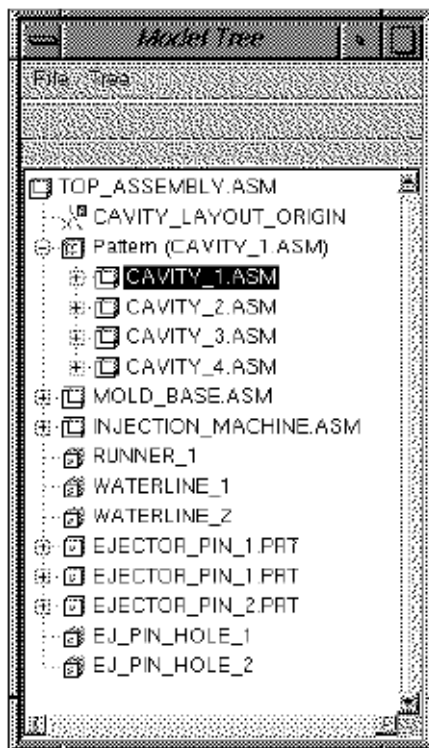 Model Tree
File Tree
TOP_ASSEMBLY.ASM
CAVITY_LAYOUT_ORIGIN
Pattern (CAVITY_1.ASM)
CAVITY_1.ASM
CAVITY_2.ASM
CAVITY_3.ASM
CAVITY_4.ASM
MOLD_BASE.ASM
INJECTION_MACHINE.ASM
RUNNER_1
WATERLINE_1
WATERLINE_2
EJECTOR_PIN_1.PRT
EJECTOR_PIN_1.PRT
EJECTOR_PIN_2.PRT
EJ_PIN_HOLE_1
EJ_PIN_HOLE_2